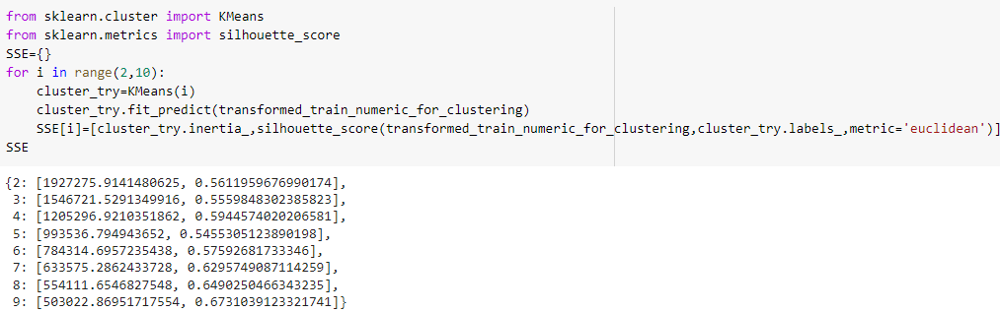 from sklearn.cluster import KMeans
from sklearn.metrics import silhouette_score
SSE={}
for i in range(2,10):
    cluster_try=KMeans(i)
    cluster_try.fit_predict(transformed_train_numeric_for_clustering)
    SSE[i]=[cluster_try.inertia_,silhouette_score(transformed_train_numeric_for_clustering,cluster_try.labels_,metric='euclidean')]
SSE
{2: [1927275.9141480625, 0.5611959676990174],
 3: [1546721.5291349916, 0.5559848302385823],
 4: [1205296.9210351862, 0.5944574020206581],
 5: [993536.794943652, 0.5455305123890198],
 6: [784314.6957235438, 0.57592681733346],
 7: [633575.2862433728, 0.6295749087114259],
 8: [554111.6546827548, 0.6490250466343235],
 9: [503022.86951717554, 0.6731039123321741]}